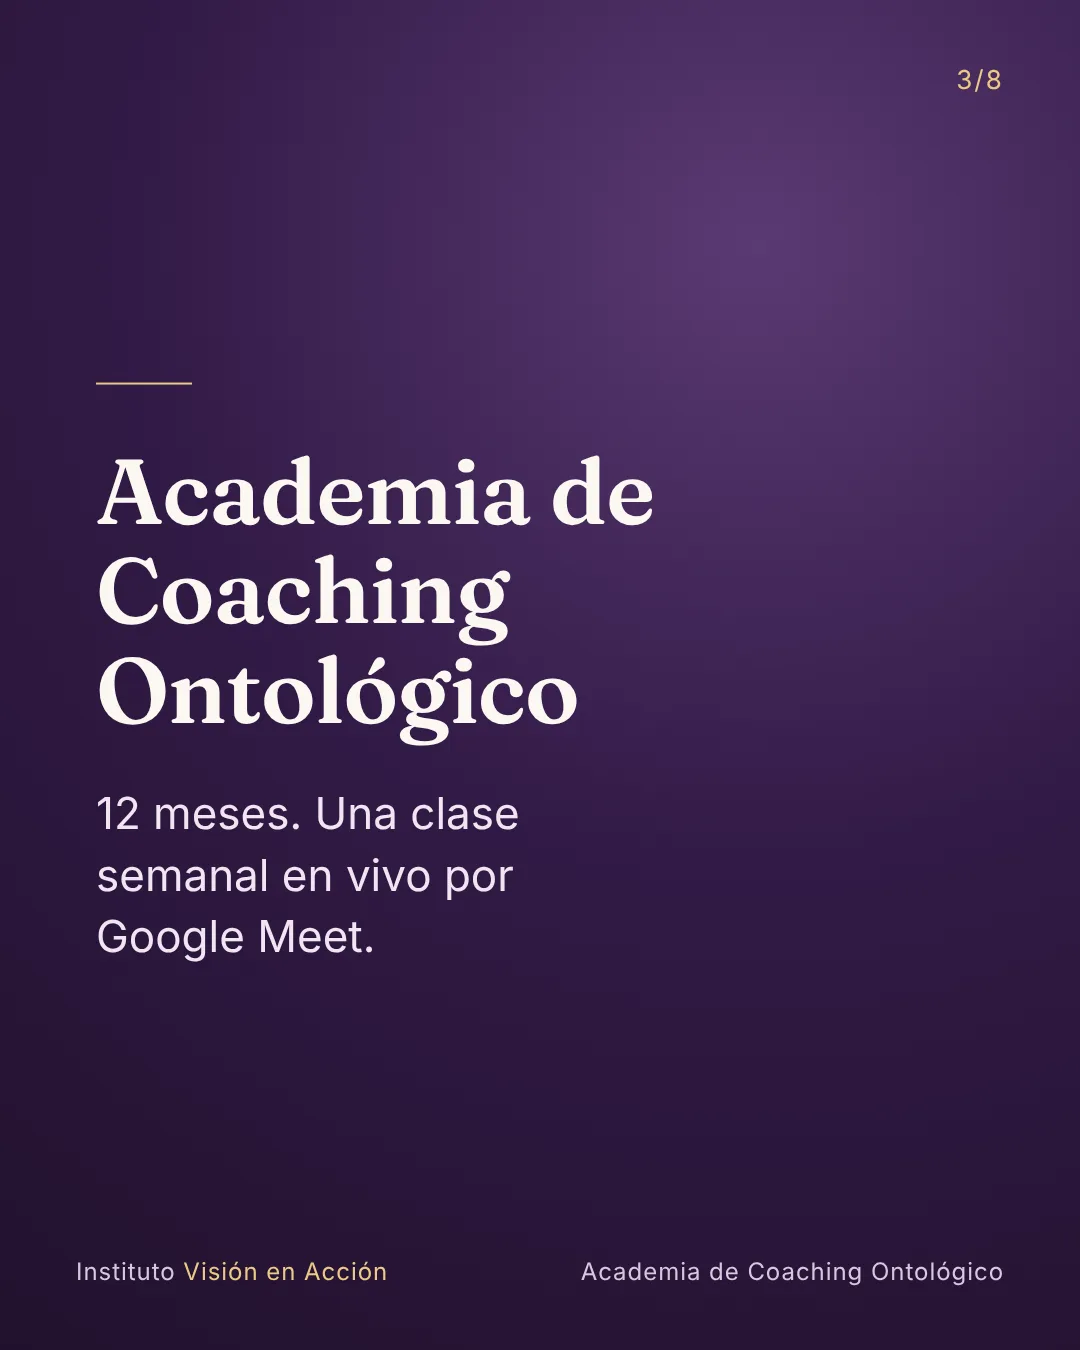 3/8
Academia de
Coaching
Ontológico
12 meses. Una clase
semanal en vivo por
Google Meet.
Instituto Visión en Acción
Academia de Coaching Ontológico